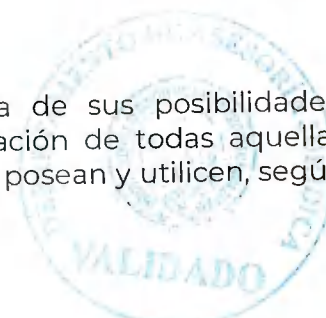 a de sus posibilidade
ación de todas aquella
posean y utilicen, segú
VALIDADO